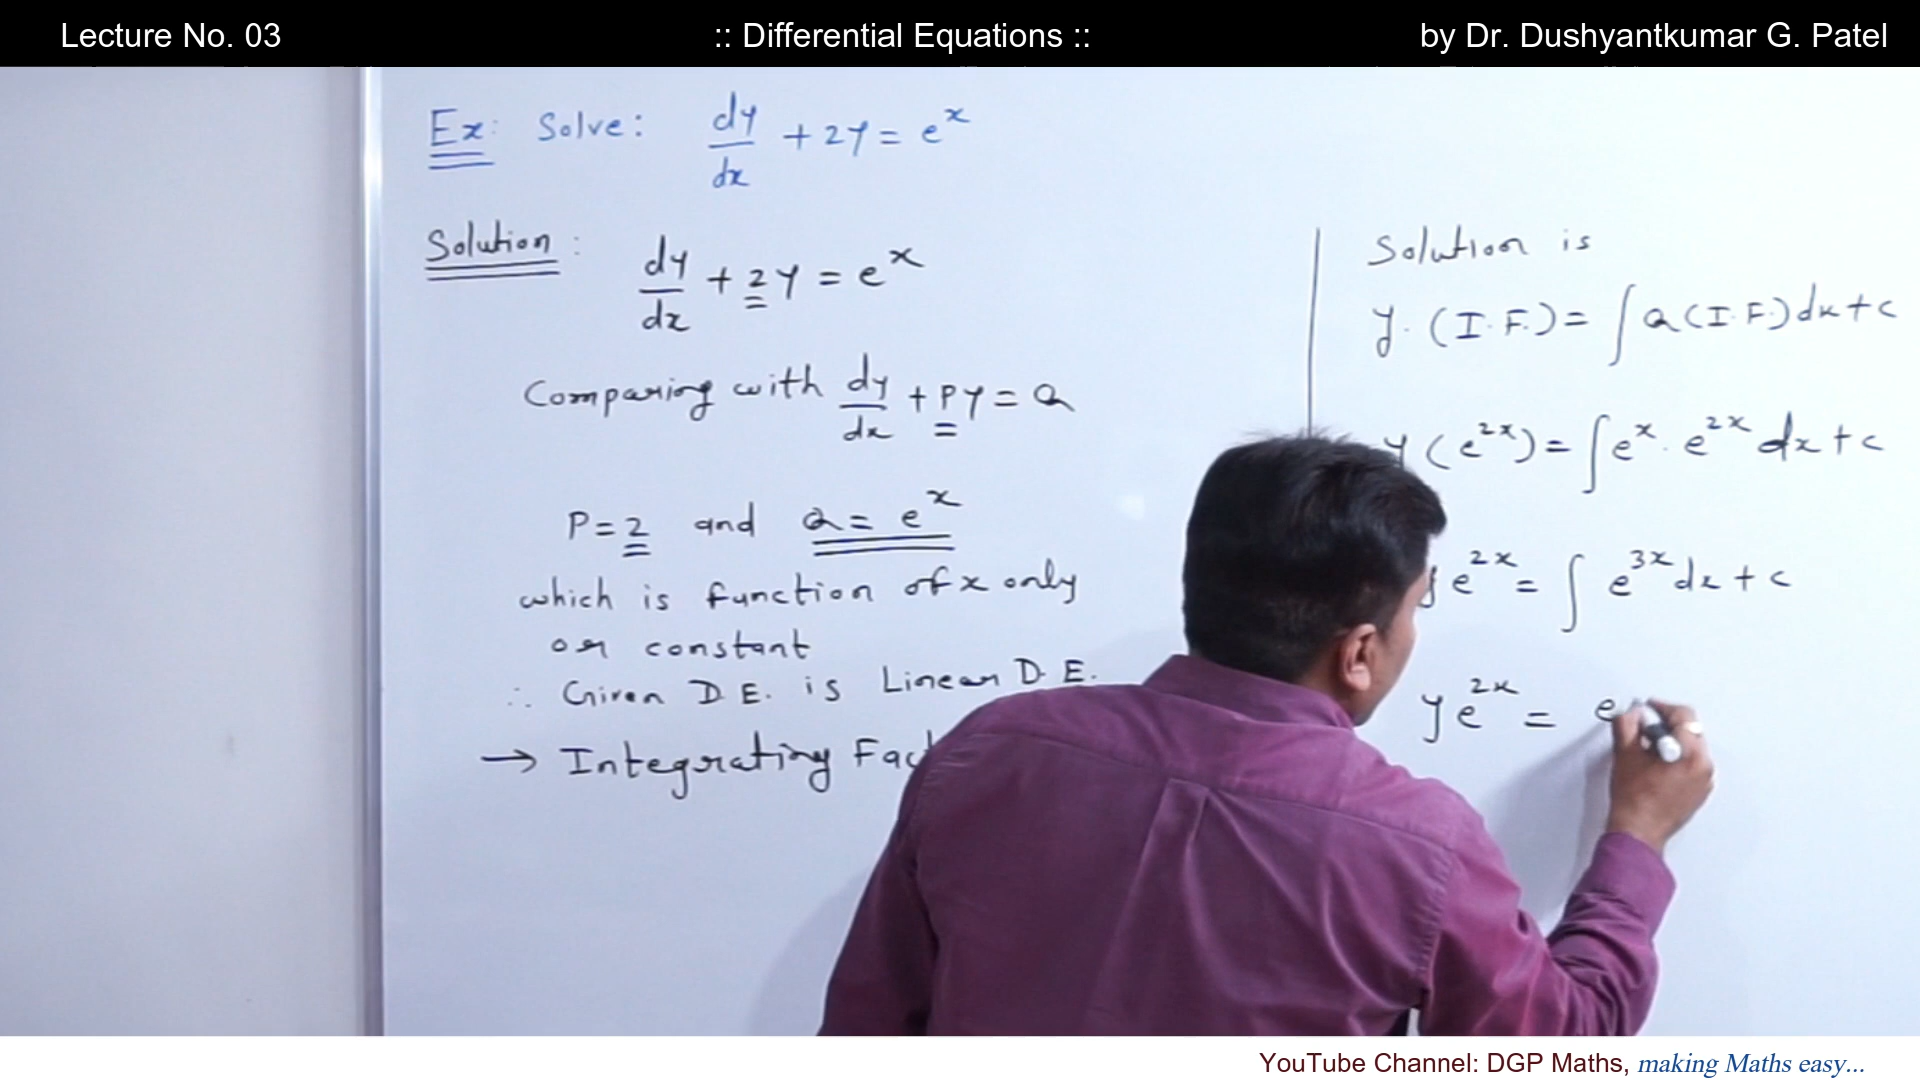 Lecture No. 03 :: Differential Equations :: by Dr. Dushyantkumar G. Patel
Ex: Solve: dy/dx + 2y = e^x
Solution: dy/dx + 2y = e^x
Comparing with dy/dx + Py = Q
P = 2 and Q = e^x
which is function of x only
or constant
∴ Given D.E. is Linear D.E.
→ Integrating
Solution is
y. (I.F.) = ∫ Q (I.F.) dx + c
y (e^2x) = ∫ e^x . e^2x dx + c
y e^2x = ∫ e^3x dx + c
y e^2x = e
YouTube Channel: DGP Maths, making Maths easy...